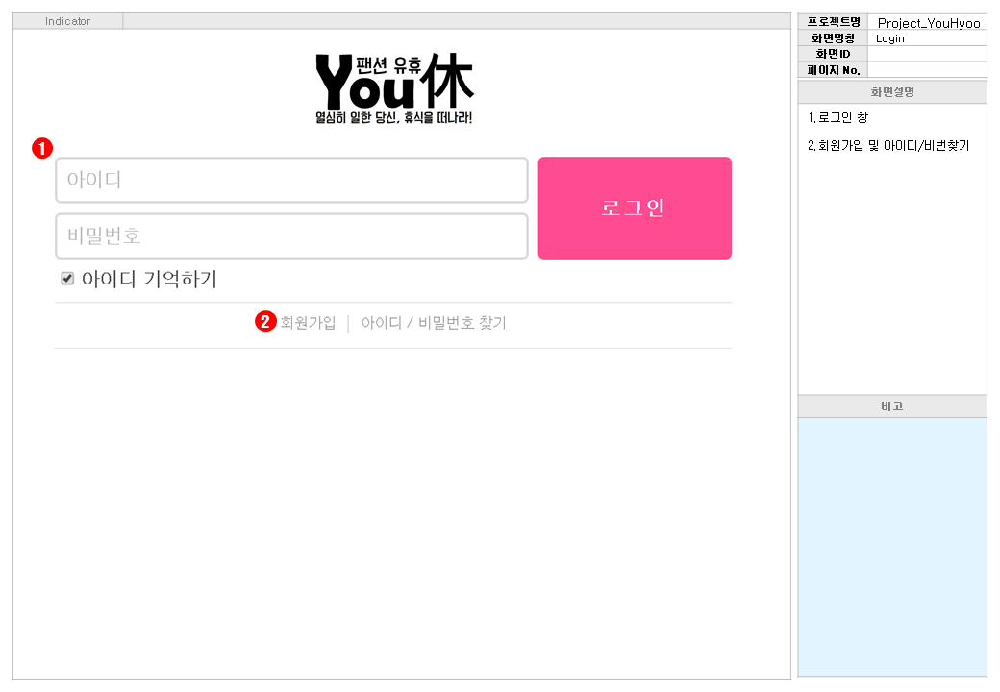 Indicator
팬션 유휴
You休
열심히 일한 당신, 휴식을 떠나라!
1
아이디
비밀번호
로그인
아이디 기억하기
2 회원가입 | 아이디 / 비밀번호 찾기
프로젝트명 Project_YouHyoo
화면명칭 Login
화면ID
페이지 No.
화면설명
1.로그인 창
2.회원가입 및 아이디/비번찾기
비고